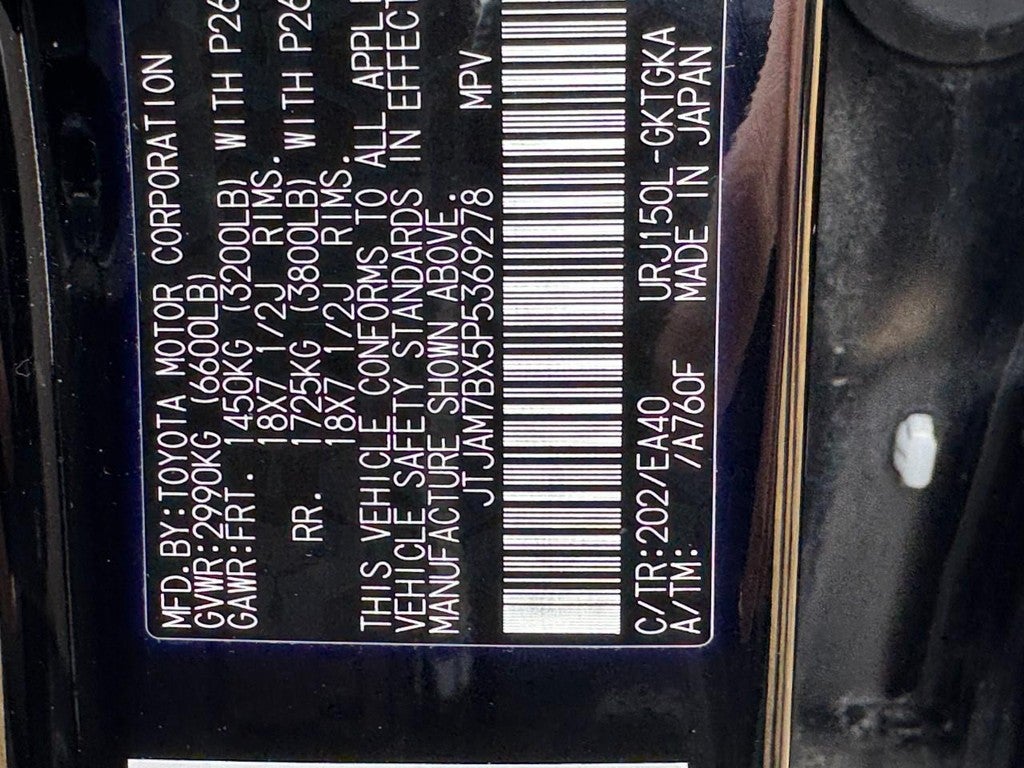 MFD.BY:TOYOTA MOTOR CORPORATION
GVWR:2990KG (6600LB)
GAWR:FRT. 1450KG (3200LB) WITH P26
18X7 1/2J RIMS.
RR. 1725KG (3800LB) WITH P26
18X7 1/2J RIMS.
THIS VEHICLE CONFORMS TO ALL APPLI
VEHICLE SAFETY STANDARDS IN EFFECT
MANUFACTURE SHOWN ABOVE.
JTJAM7BX5P5369278 MPV
C/TR:202/EA40 URJ150L-GKTGKA
A/TM: /A760F MADE IN JAPAN